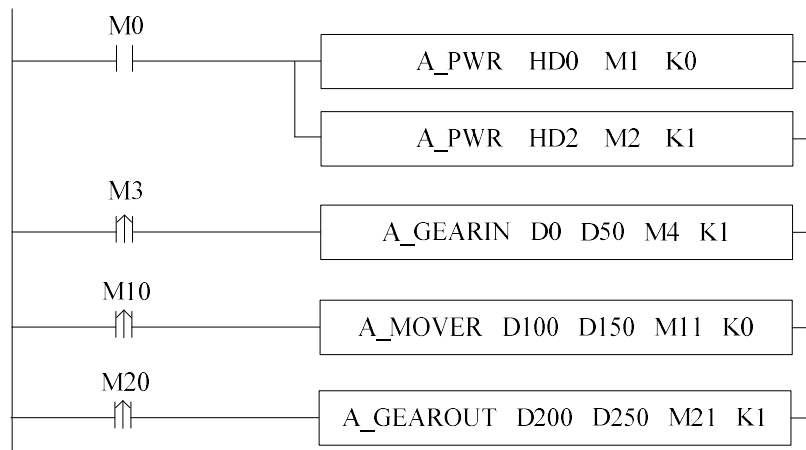 M0
A_PWR HD0 M1 K0
A_PWR HD2 M2 K1
M3
A_GEARIN D0 D50 M4 K1
M10
A_MOVER D100 D150 M11 K0
M20
A_GEAROUT D200 D250 M21 K1